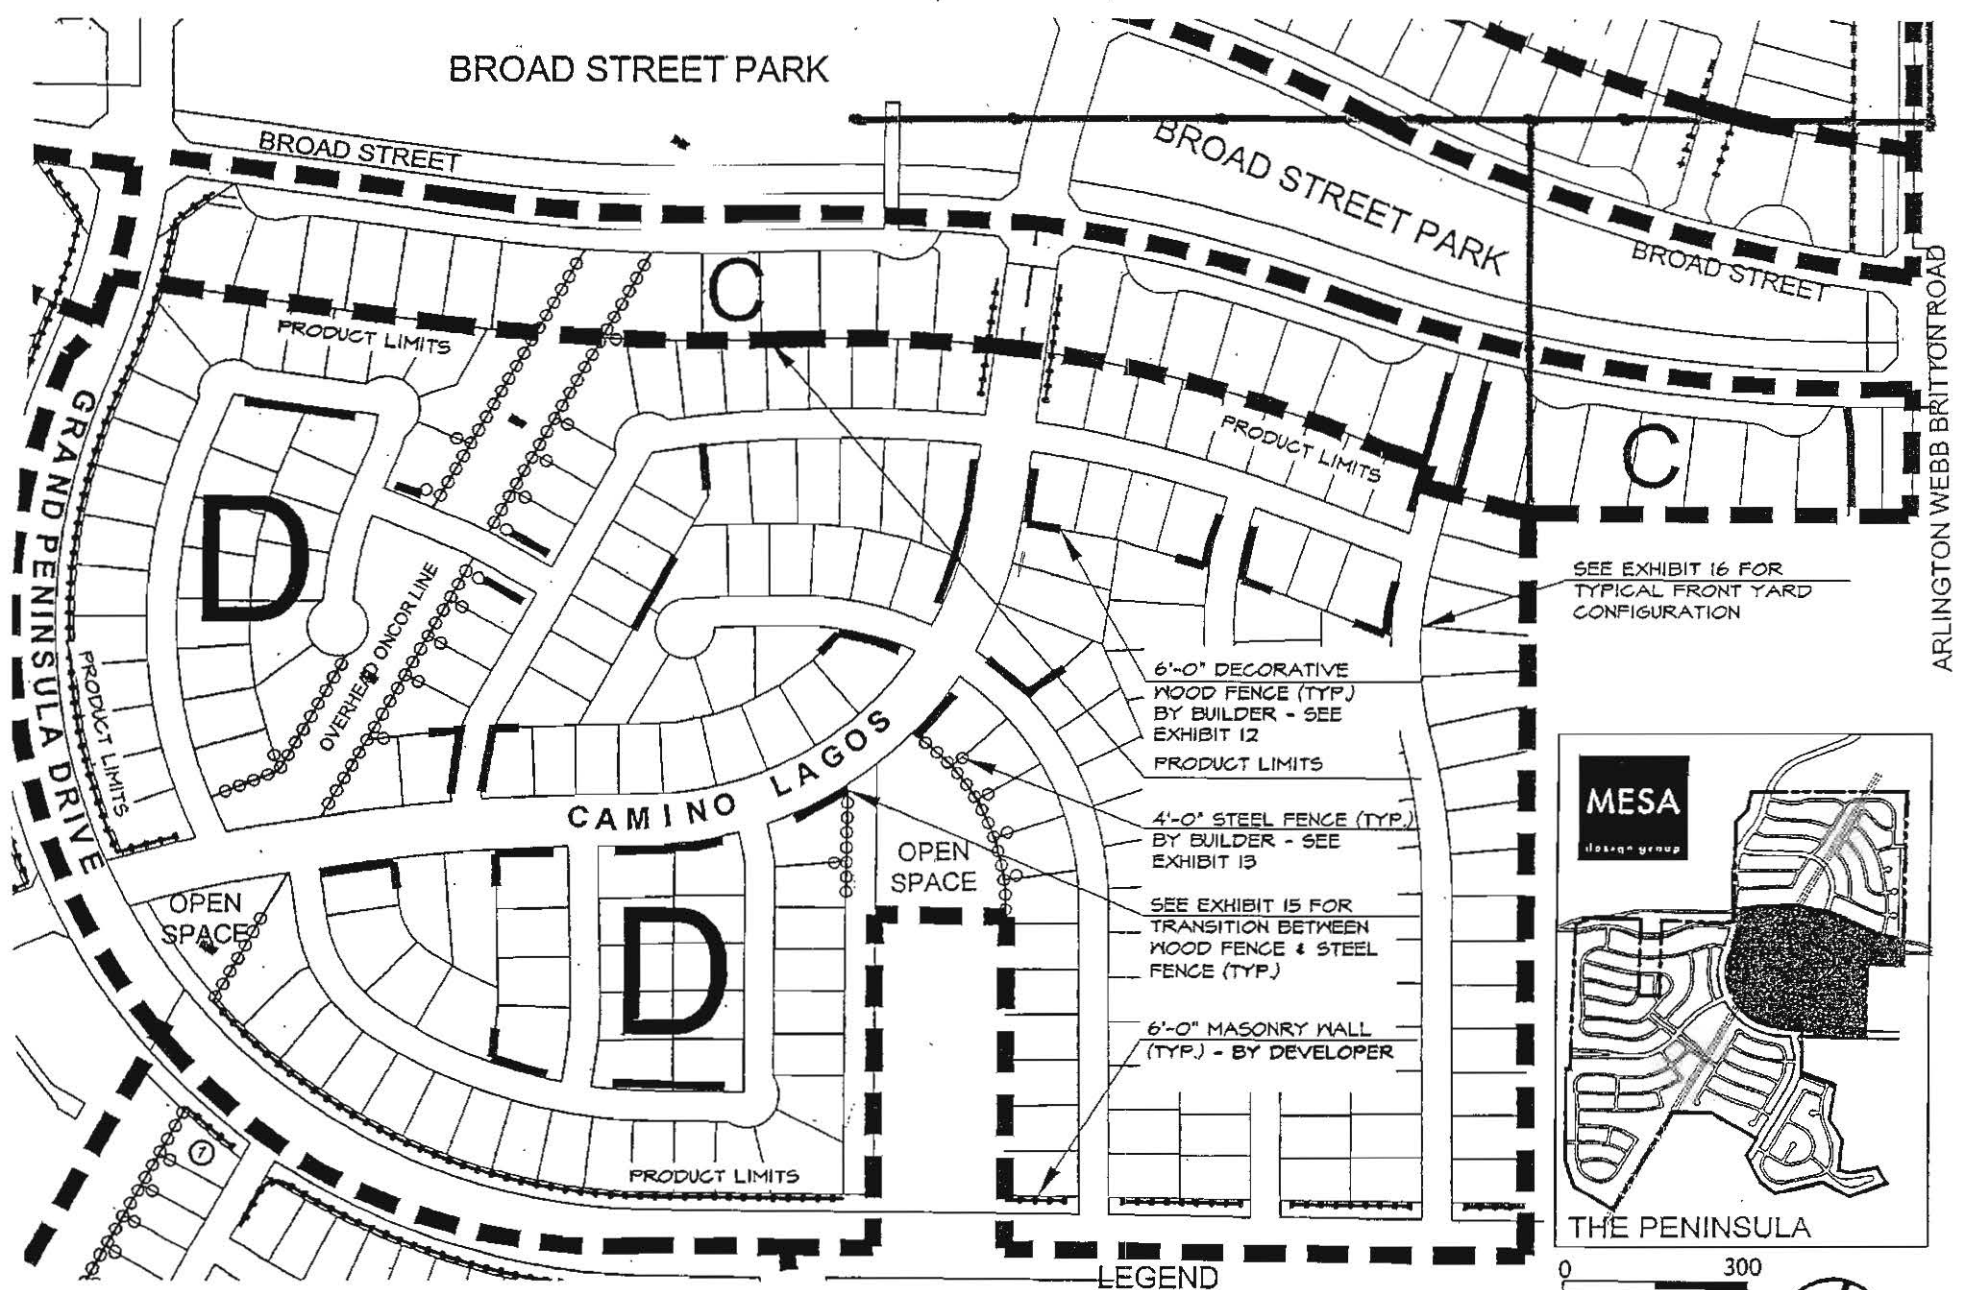 BROAD STREET PARK
BROAD STREET
BROAD STREET PARK
BROAD STREET
ARLINGTON WEBB BRITTON ROAD
C
PRODUCT LIMITS
PRODUCT LIMITS
C
GRAND PENINSULA DRIVE
D
OVERHEAD ONCOR LINE
PRODUCT LIMITS
SEE EXHIBIT 16 FOR
TYPICAL FRONT YARD
CONFIGURATION
6'-0" DECORATIVE
WOOD FENCE (TYP.)
BY BUILDER - SEE
EXHIBIT 12
PRODUCT LIMITS
CAMINO LAGOS
4'-0" STEEL FENCE (TYP.)
BY BUILDER - SEE
EXHIBIT 13
OPEN
SPACE
OPEN
SPACE
SEE EXHIBIT 15 FOR
TRANSITION BETWEEN
WOOD FENCE & STEEL
FENCE (TYP.)
D
6'-0" MASONRY WALL
(TYP.) - BY DEVELOPER
PRODUCT LIMITS
MESA
design group
THE PENINSULA
LEGEND
0 300